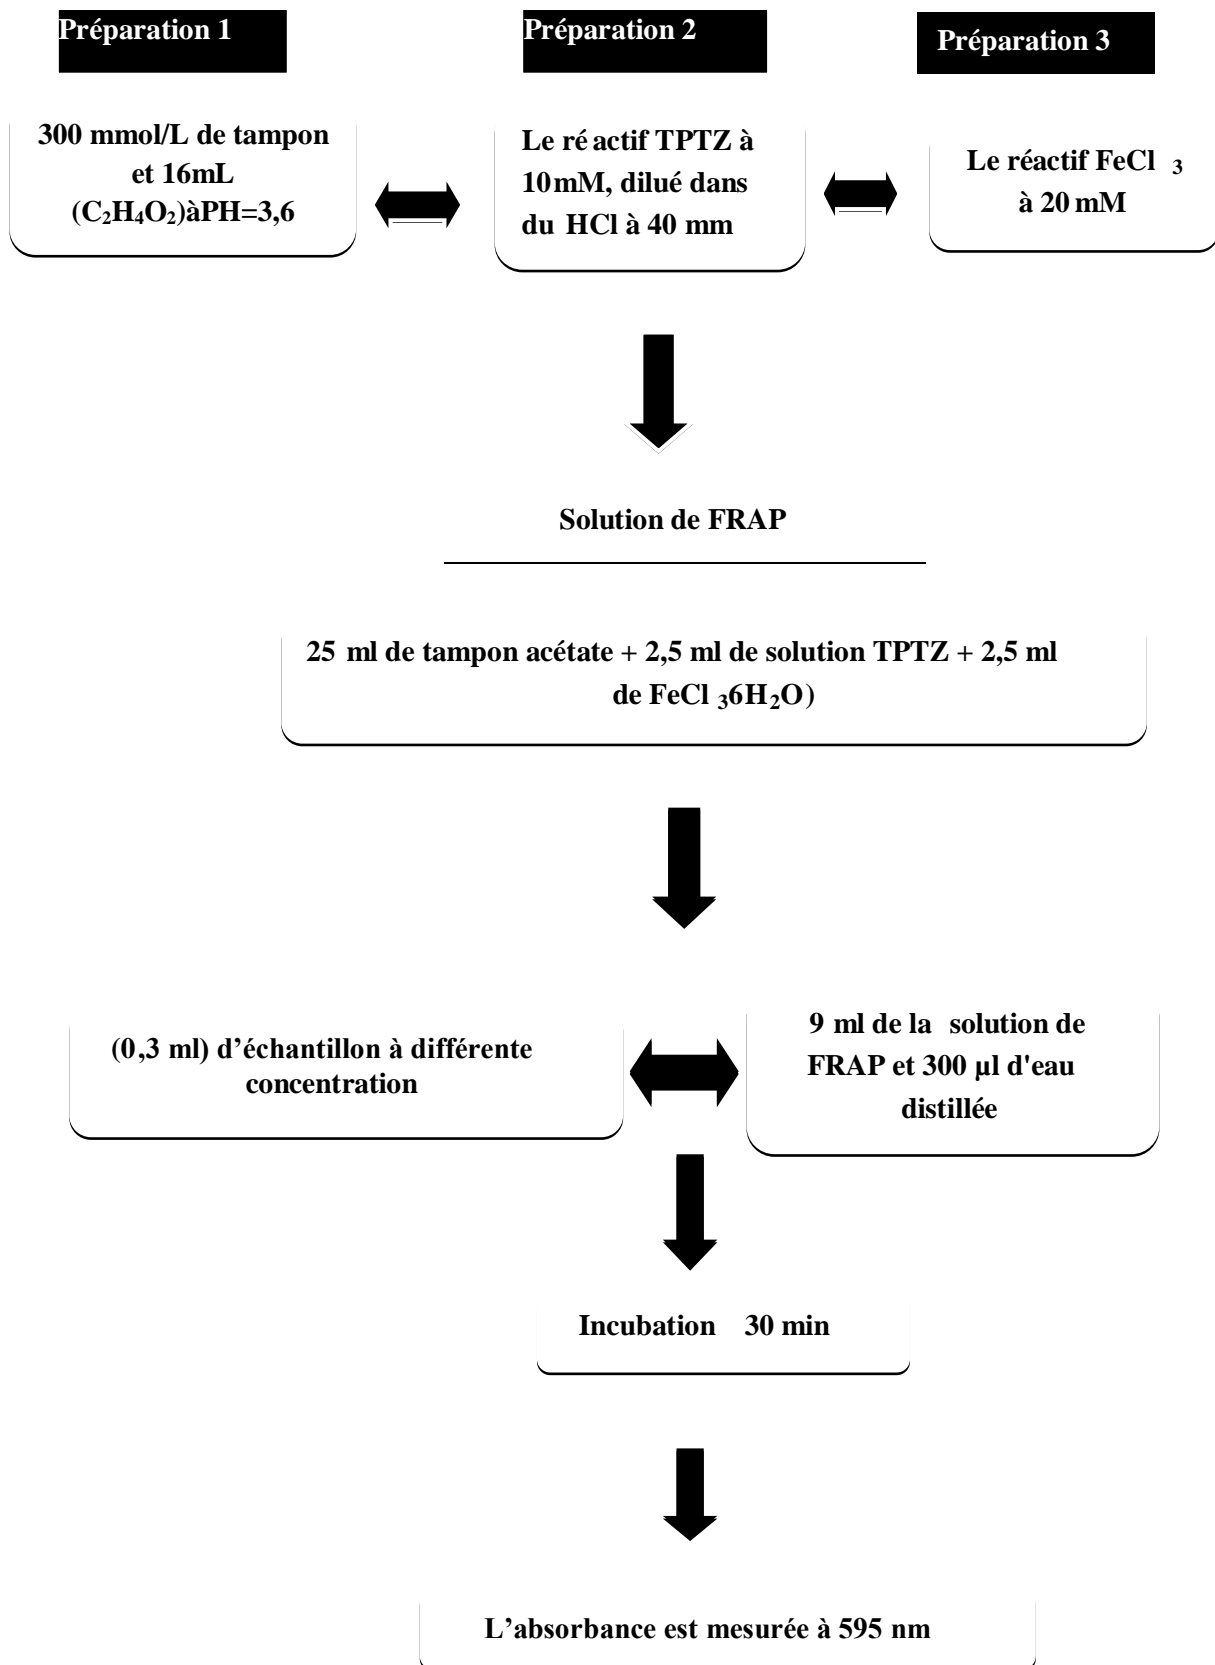 Préparation 1
Préparation 2
Préparation 3
300 mmol/L de tampon
et 16mL
(C₂H₄O₂)àPH=3,6
Le réactif TPTZ à
10mM, dilué dans
du HCl à 40 mm
Le réactif FeCl ₃
à 20 mM
Solution de FRAP
25 ml de tampon acétate + 2,5 ml de solution TPTZ + 2,5 ml
de FeCl ₃6H₂O)
(0,3 ml) d’échantillon à différente
concentration
9 ml de la solution de
FRAP et 300 µl d'eau
distillée
Incubation 30 min
L’absorbance est mesurée à 595 nm